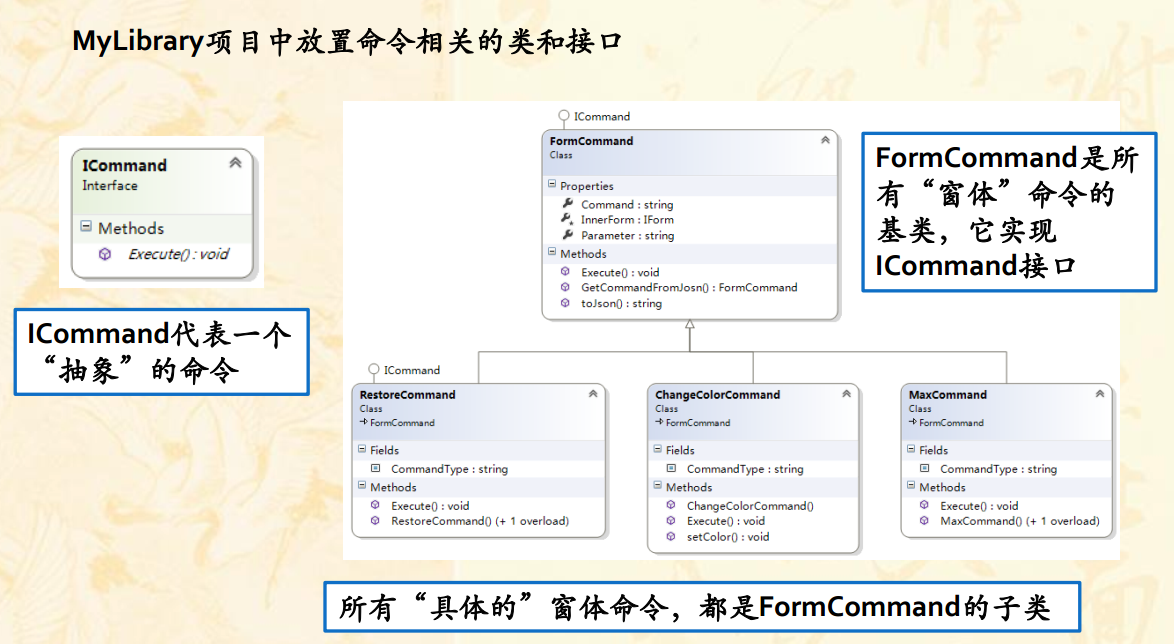 MyLibrary项目中放置命令相关的类和接口
ICommand
Interface
Methods
Execute() : void
ICommand代表一个
“抽象”的命令
ICommand
FormCommand
Class
Properties
Command : string
InnerForm : IForm
Parameter : string
Methods
Execute() : void
GetCommandFromJosn() : FormCommand
toJson() : string
FormCommand是所
有“窗体”命令的
基类，它实现
ICommand接口
ICommand
RestoreCommand
Class
FormCommand
Fields
CommandType : string
Methods
Execute() : void
RestoreCommand() (+ 1 overload)
ChangeColorCommand
Class
FormCommand
Fields
CommandType : string
Methods
ChangeColorCommand()
Execute() : void
setColor() : void
MaxCommand
Class
FormCommand
Fields
CommandType : string
Methods
Execute() : void
MaxCommand() (+ 1 overload)
所有“具体的”窗体命令，都是FormCommand的子类